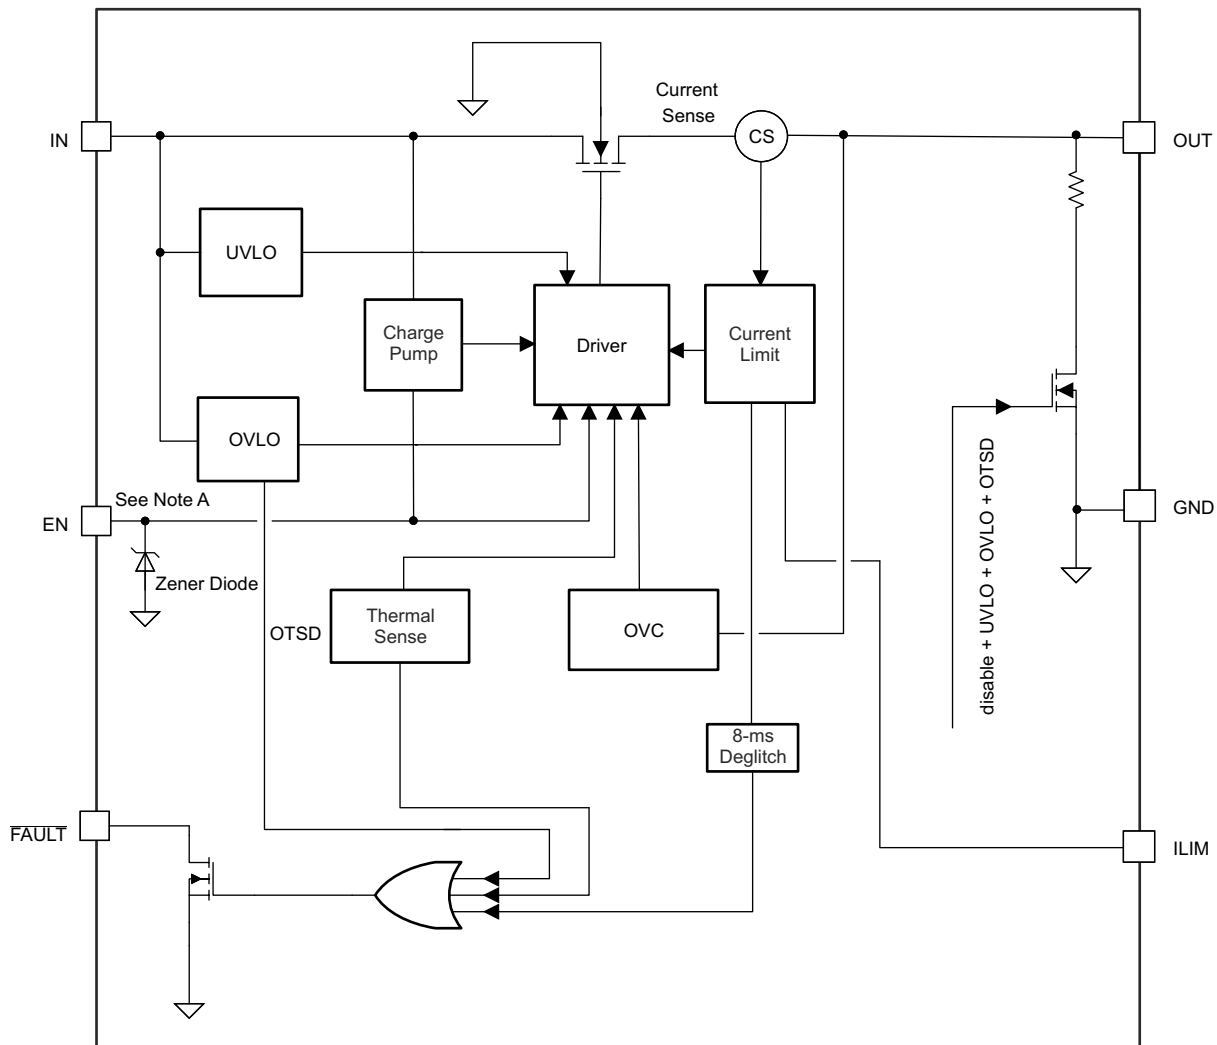 Current
Sense
IN
CS
OUT
UVLO
Charge
Pump
Driver
Current
Limit
OVLO
disable + UVLO + OVLO + OTSD
See Note A
EN
GND
Zener Diode
OTSD
Thermal
Sense
OVC
8-ms
Deglitch
FAULT
ILIM